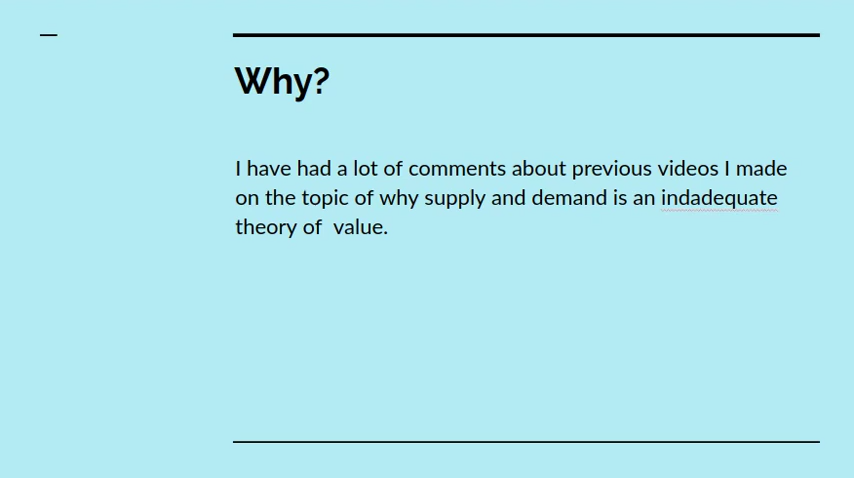 Why?
I have had a lot of comments about previous videos I made
on the topic of why supply and demand is an indadequate
theory of  value.